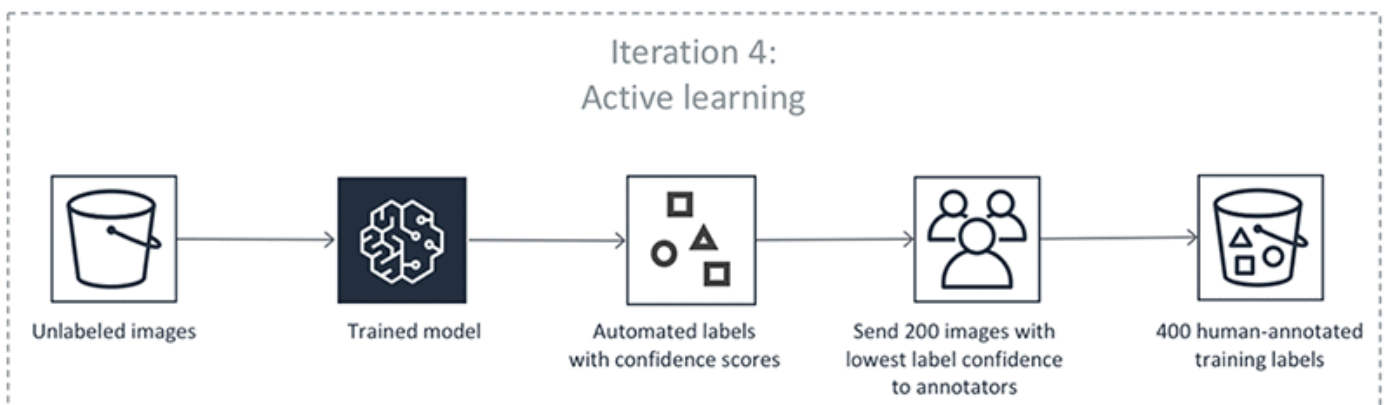 Iteration 4:
Active learning
Unlabeled images
Trained model
Automated labels
with confidence scores
Send 200 images with
lowest label confidence
to annotators
400 human-annotated
training labels